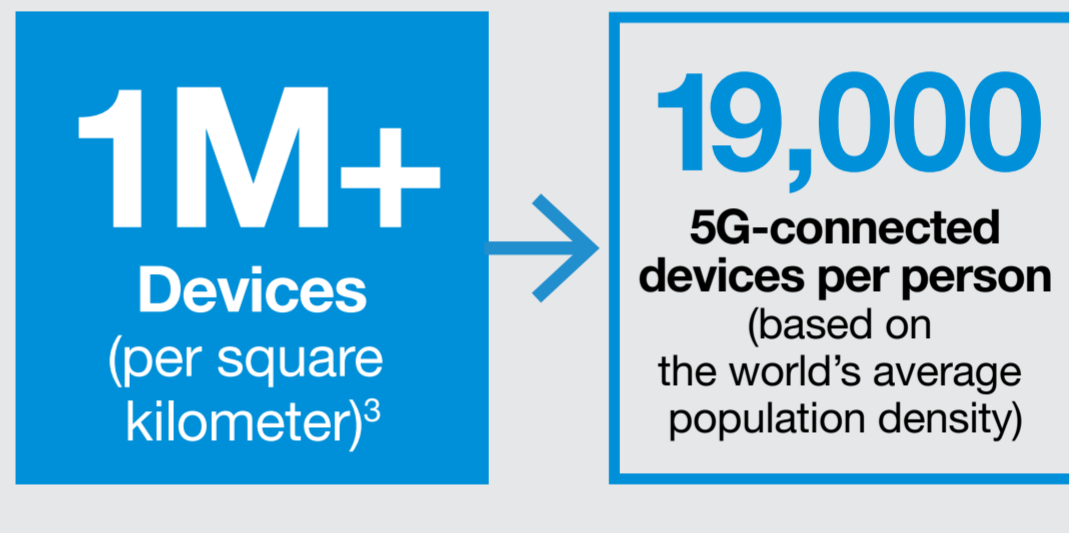 1M+
Devices
(per square
kilometer)³
19,000
5G-connected
devices per person
(based on
the world’s average
population density)